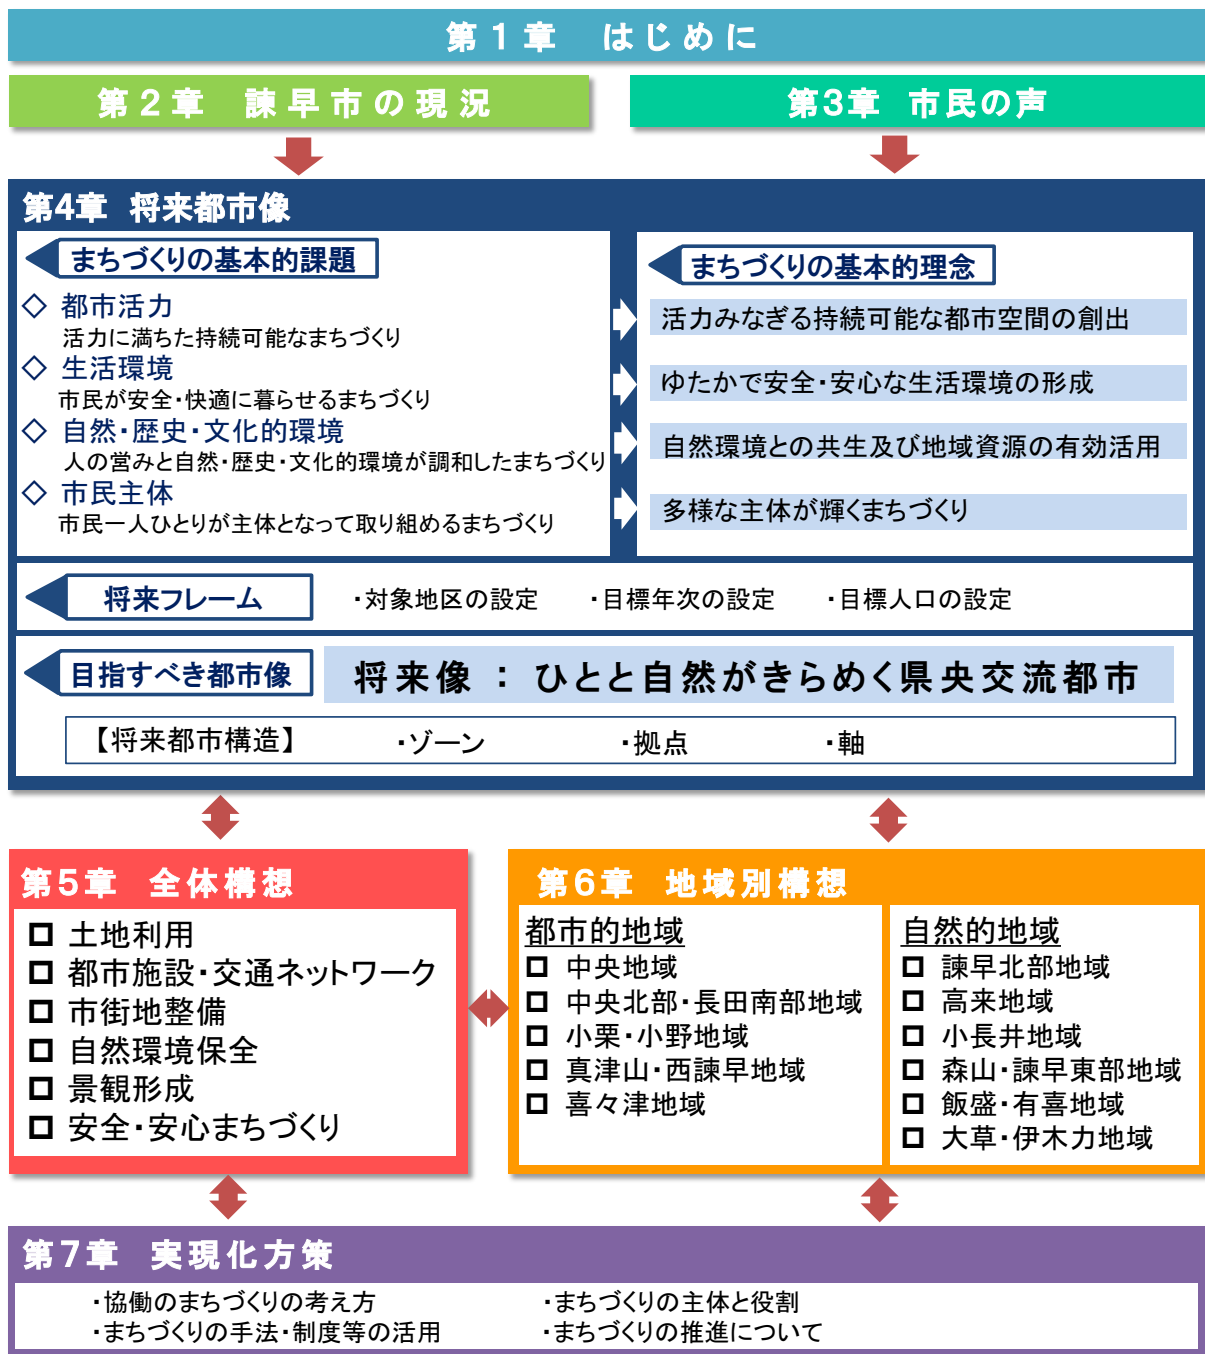 第1章　はじめに
第2章　諫早市の現況
第3章　市民の声
第4章　将来都市像
まちづくりの基本的課題
◇ 都市活力
活力に満ちた持続可能なまちづくり
◇ 生活環境
市民が安全・快適に暮らせるまちづくり
◇ 自然・歴史・文化的環境
人の営みと自然・歴史・文化的環境が調和したまちづくり
◇ 市民主体
市民一人ひとりが主体となって取り組めるまちづくり
まちづくりの基本的理念
活力みなぎる持続可能な都市空間の創出
ゆたかで安全・安心な生活環境の形成
自然環境との共生及び地域資源の有効活用
多様な主体が輝くまちづくり
将来フレーム　・対象地区の設定　・目標年次の設定　・目標人口の設定
目指すべき都市像　将来像 ： ひとと自然がきらめく県央交流都市
【将来都市構造】　・ゾーン　・拠点　・軸
第5章　全体構想
土地利用
都市施設・交通ネットワーク
市街地整備
自然環境保全
景観形成
安全・安心まちづくり
第6章　地域別構想
都市的地域
中央地域
中央北部・長田南部地域
小栗・小野地域
真津山・西諫早地域
喜々津地域
自然的地域
諫早北部地域
高来地域
小長井地域
森山・諫早東部地域
飯盛・有喜地域
大草・伊木力地域
第7章　実現化方策
・協働のまちづくりの考え方　・まちづくりの主体と役割
・まちづくりの手法・制度等の活用　・まちづくりの推進について